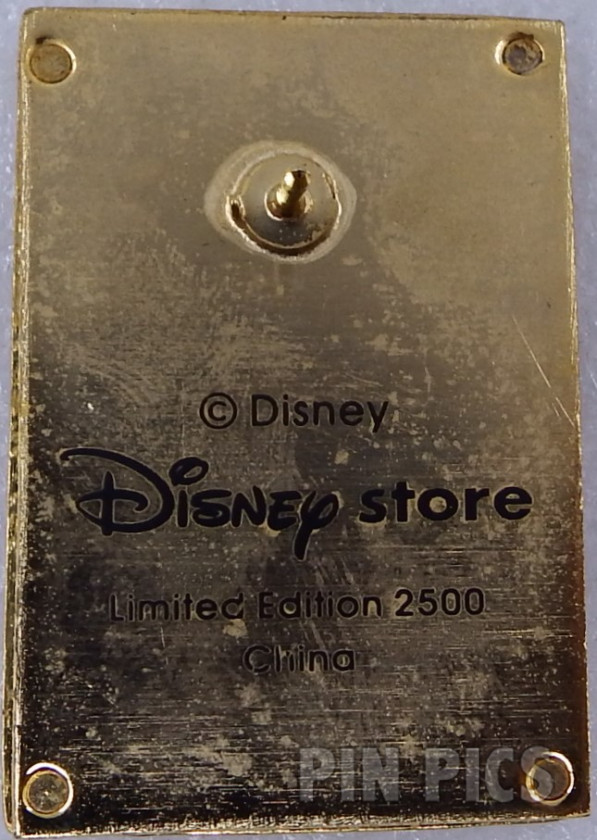 © Disney
Disney store
Limited Edition 2500
China
PIN PICS